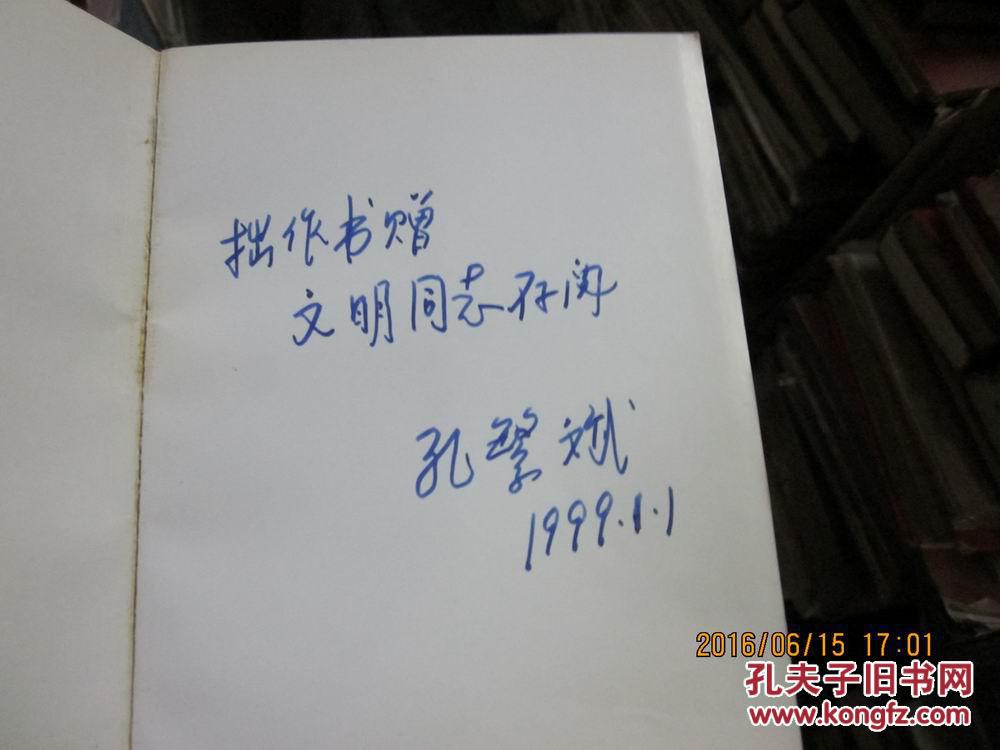 拙作书赠
文明同志存阅
孔繁斌
1999.1.1
2016/06/15 17:01
孔夫子旧书网
www.kongfz.com